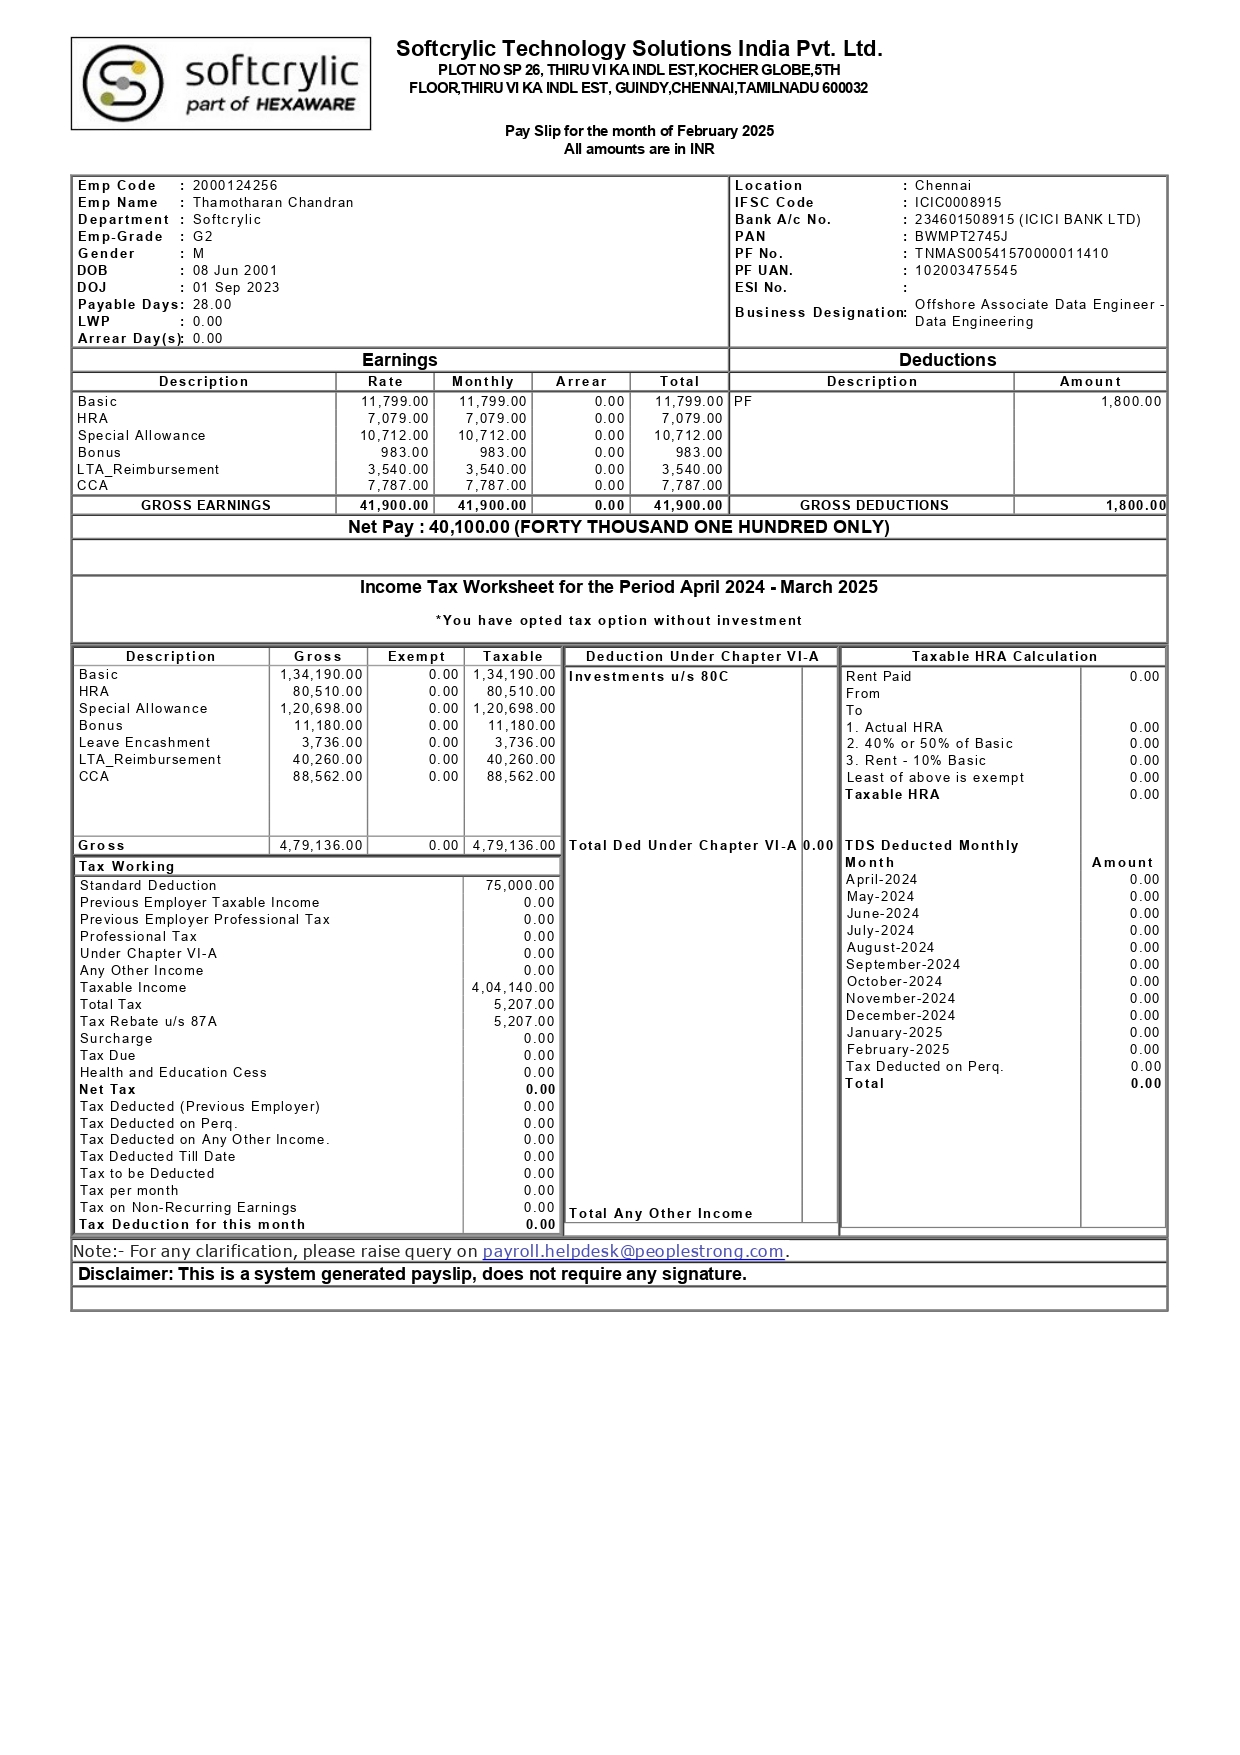 softcrylic
part of HEXAWARE
Softcrylic Technology Solutions India Pvt. Ltd.
PLOT NO SP 26, THIRU VI KA INDL EST,KOCHER GLOBE,5TH
FLOOR,THIRU VI KA INDL EST, GUINDY,CHENNAI,TAMILNADU 600032
Pay Slip for the month of February 2025
All amounts are in INR
Emp Code : 2000124256
Emp Name : Thamotharan Chandran
Department : Softcrylic
Emp-Grade : G2
Gender : M
DOB : 08 Jun 2001
DOJ : 01 Sep 2023
Payable Days: 28.00
LWP : 0.00
Arrear Day(s): 0.00
Location : Chennai
IFSC Code : ICIC0008915
Bank A/c No. : 234601508915 (ICICI BANK LTD)
PAN : BWMPT2745J
PF No. : TNMAS00541570000011410
PF UAN. : 102003475545
ESI No. :
Business Designation: Offshore Associate Data Engineer -
Data Engineering
Earnings Deductions
Description Rate Monthly Arrear Total Description Amount
Basic 11,799.00 11,799.00 0.00 11,799.00 PF 1,800.00
HRA 7,079.00 7,079.00 0.00 7,079.00
Special Allowance 10,712.00 10,712.00 0.00 10,712.00
Bonus 983.00 983.00 0.00 983.00
LTA_Reimbursement 3,540.00 3,540.00 0.00 3,540.00
CCA 7,787.00 7,787.00 0.00 7,787.00
GROSS EARNINGS 41,900.00 41,900.00 0.00 41,900.00 GROSS DEDUCTIONS 1,800.00
Net Pay : 40,100.00 (FORTY THOUSAND ONE HUNDRED ONLY)
Income Tax Worksheet for the Period April 2024 - March 2025
*You have opted tax option without investment
Description Gross Exempt Taxable
Basic 1,34,190.00 0.00 1,34,190.00
HRA 80,510.00 0.00 80,510.00
Special Allowance 1,20,698.00 0.00 1,20,698.00
Bonus 11,180.00 0.00 11,180.00
Leave Encashment 3,736.00 0.00 3,736.00
LTA_Reimbursement 40,260.00 0.00 40,260.00
CCA 88,562.00 0.00 88,562.00
Gross 4,79,136.00 0.00 4,79,136.00
Tax Working
Standard Deduction 75,000.00
Previous Employer Taxable Income 0.00
Previous Employer Professional Tax 0.00
Professional Tax 0.00
Under Chapter VI-A 0.00
Any Other Income 0.00
Taxable Income 4,04,140.00
Total Tax 5,207.00
Tax Rebate u/s 87A 5,207.00
Surcharge 0.00
Tax Due 0.00
Health and Education Cess 0.00
Net Tax 0.00
Tax Deducted (Previous Employer) 0.00
Tax Deducted on Perq. 0.00
Tax Deducted on Any Other Income. 0.00
Tax Deducted Till Date 0.00
Tax to be Deducted 0.00
Tax per month 0.00
Tax on Non-Recurring Earnings 0.00
Tax Deduction for this month 0.00
Deduction Under Chapter VI-A
Investments u/s 80C
Total Ded Under Chapter VI-A 0.00
Total Any Other Income
Taxable HRA Calculation
Rent Paid 0.00
From
To
1. Actual HRA 0.00
2. 40% or 50% of Basic 0.00
3. Rent - 10% Basic 0.00
Least of above is exempt 0.00
Taxable HRA 0.00
TDS Deducted Monthly
Month Amount
April-2024 0.00
May-2024 0.00
June-2024 0.00
July-2024 0.00
August-2024 0.00
September-2024 0.00
October-2024 0.00
November-2024 0.00
December-2024 0.00
January-2025 0.00
February-2025 0.00
Tax Deducted on Perq. 0.00
Total 0.00
Note:- For any clarification, please raise query on payroll.helpdesk@peoplestrong.com.
Disclaimer: This is a system generated payslip, does not require any signature.